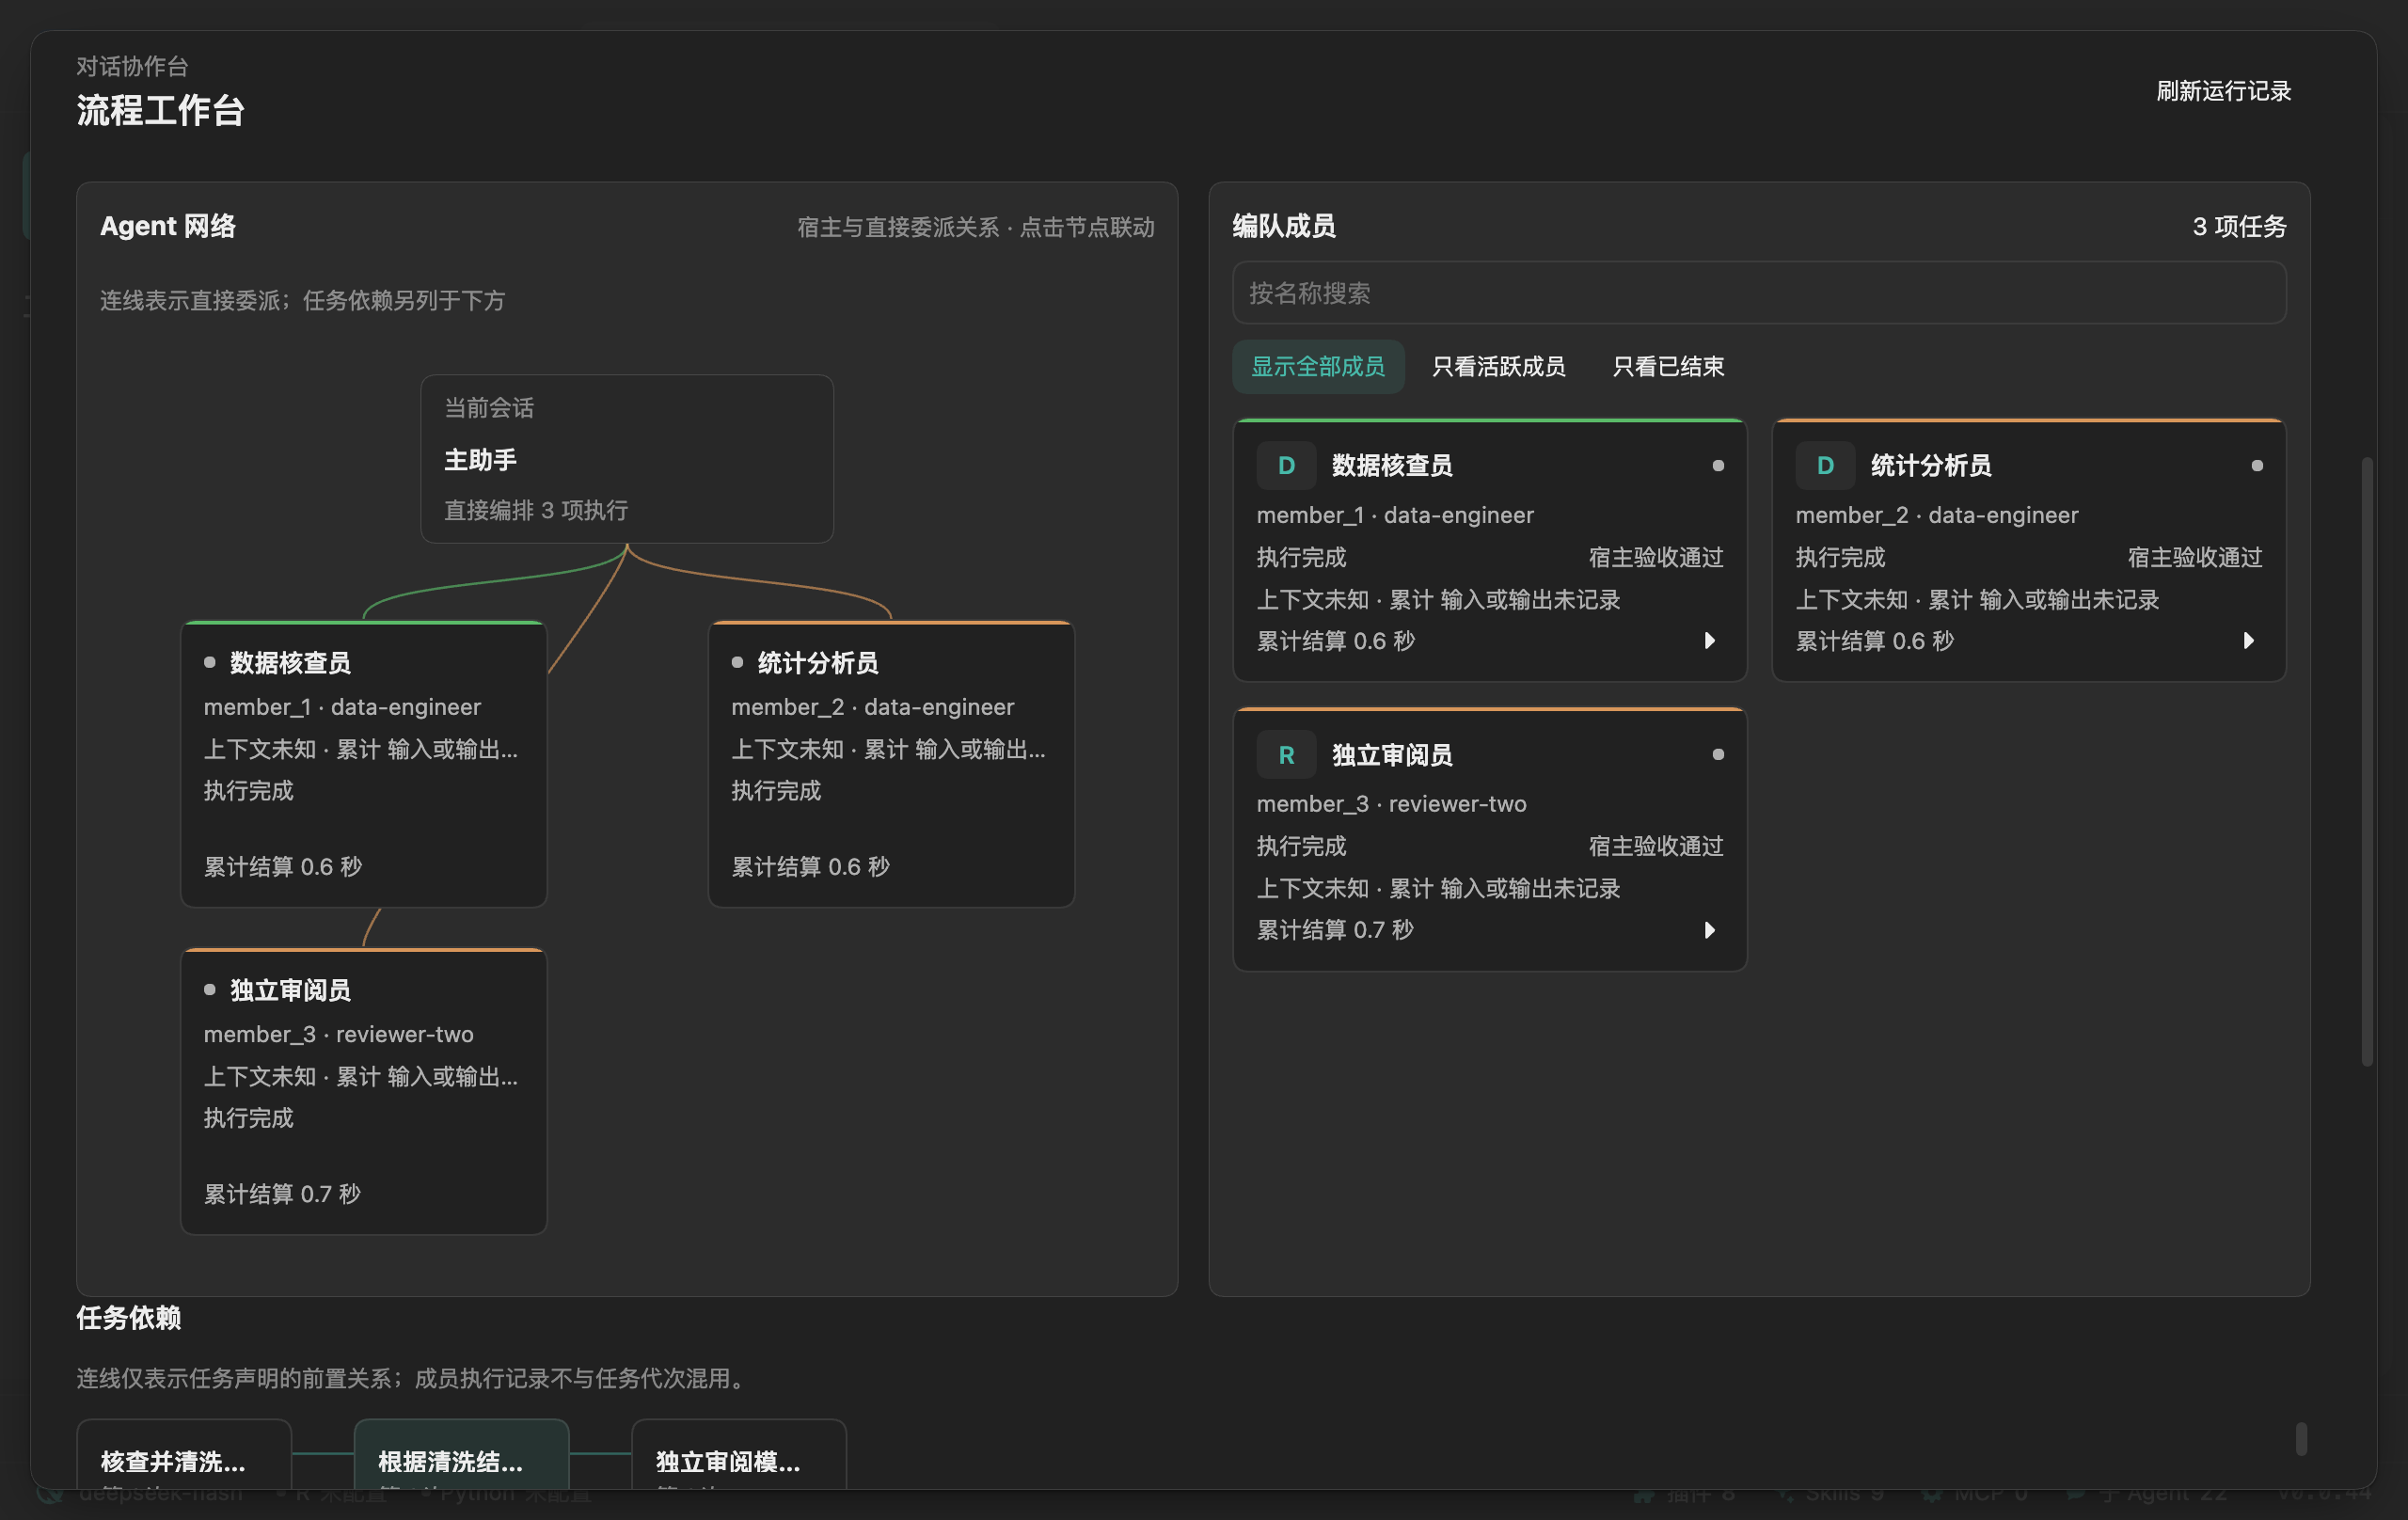 对话协作台
流程工作台
刷新运行记录
Agent 网络
宿主与直接委派关系 · 点击节点联动
连线表示直接委派；任务依赖另列于下方
当前会话
主助手
直接编排 3 项执行
数据核查员
member_1 · data-engineer
上下文未知 · 累计 输入或输出...
执行完成
累计结算 0.6 秒
统计分析员
member_2 · data-engineer
上下文未知 · 累计 输入或输出...
执行完成
累计结算 0.6 秒
独立审阅员
member_3 · reviewer-two
上下文未知 · 累计 输入或输出...
执行完成
累计结算 0.7 秒
编队成员
3 项任务
按名称搜索
显示全部成员
只看活跃成员
只看已结束
D
数据核查员
member_1 · data-engineer
执行完成
宿主验收通过
上下文未知 · 累计 输入或输出未记录
累计结算 0.6 秒
D
统计分析员
member_2 · data-engineer
执行完成
宿主验收通过
上下文未知 · 累计 输入或输出未记录
累计结算 0.6 秒
R
独立审阅员
member_3 · reviewer-two
执行完成
宿主验收通过
上下文未知 · 累计 输入或输出未记录
累计结算 0.7 秒
任务依赖
连线仅表示任务声明的前置关系；成员执行记录不与任务代次混用。
核查并清洗...
根据清洗结...
独立审阅模...
R 未配置
Python 未配置
插件 8
Skills 9
MCP 0
子 Agent 22